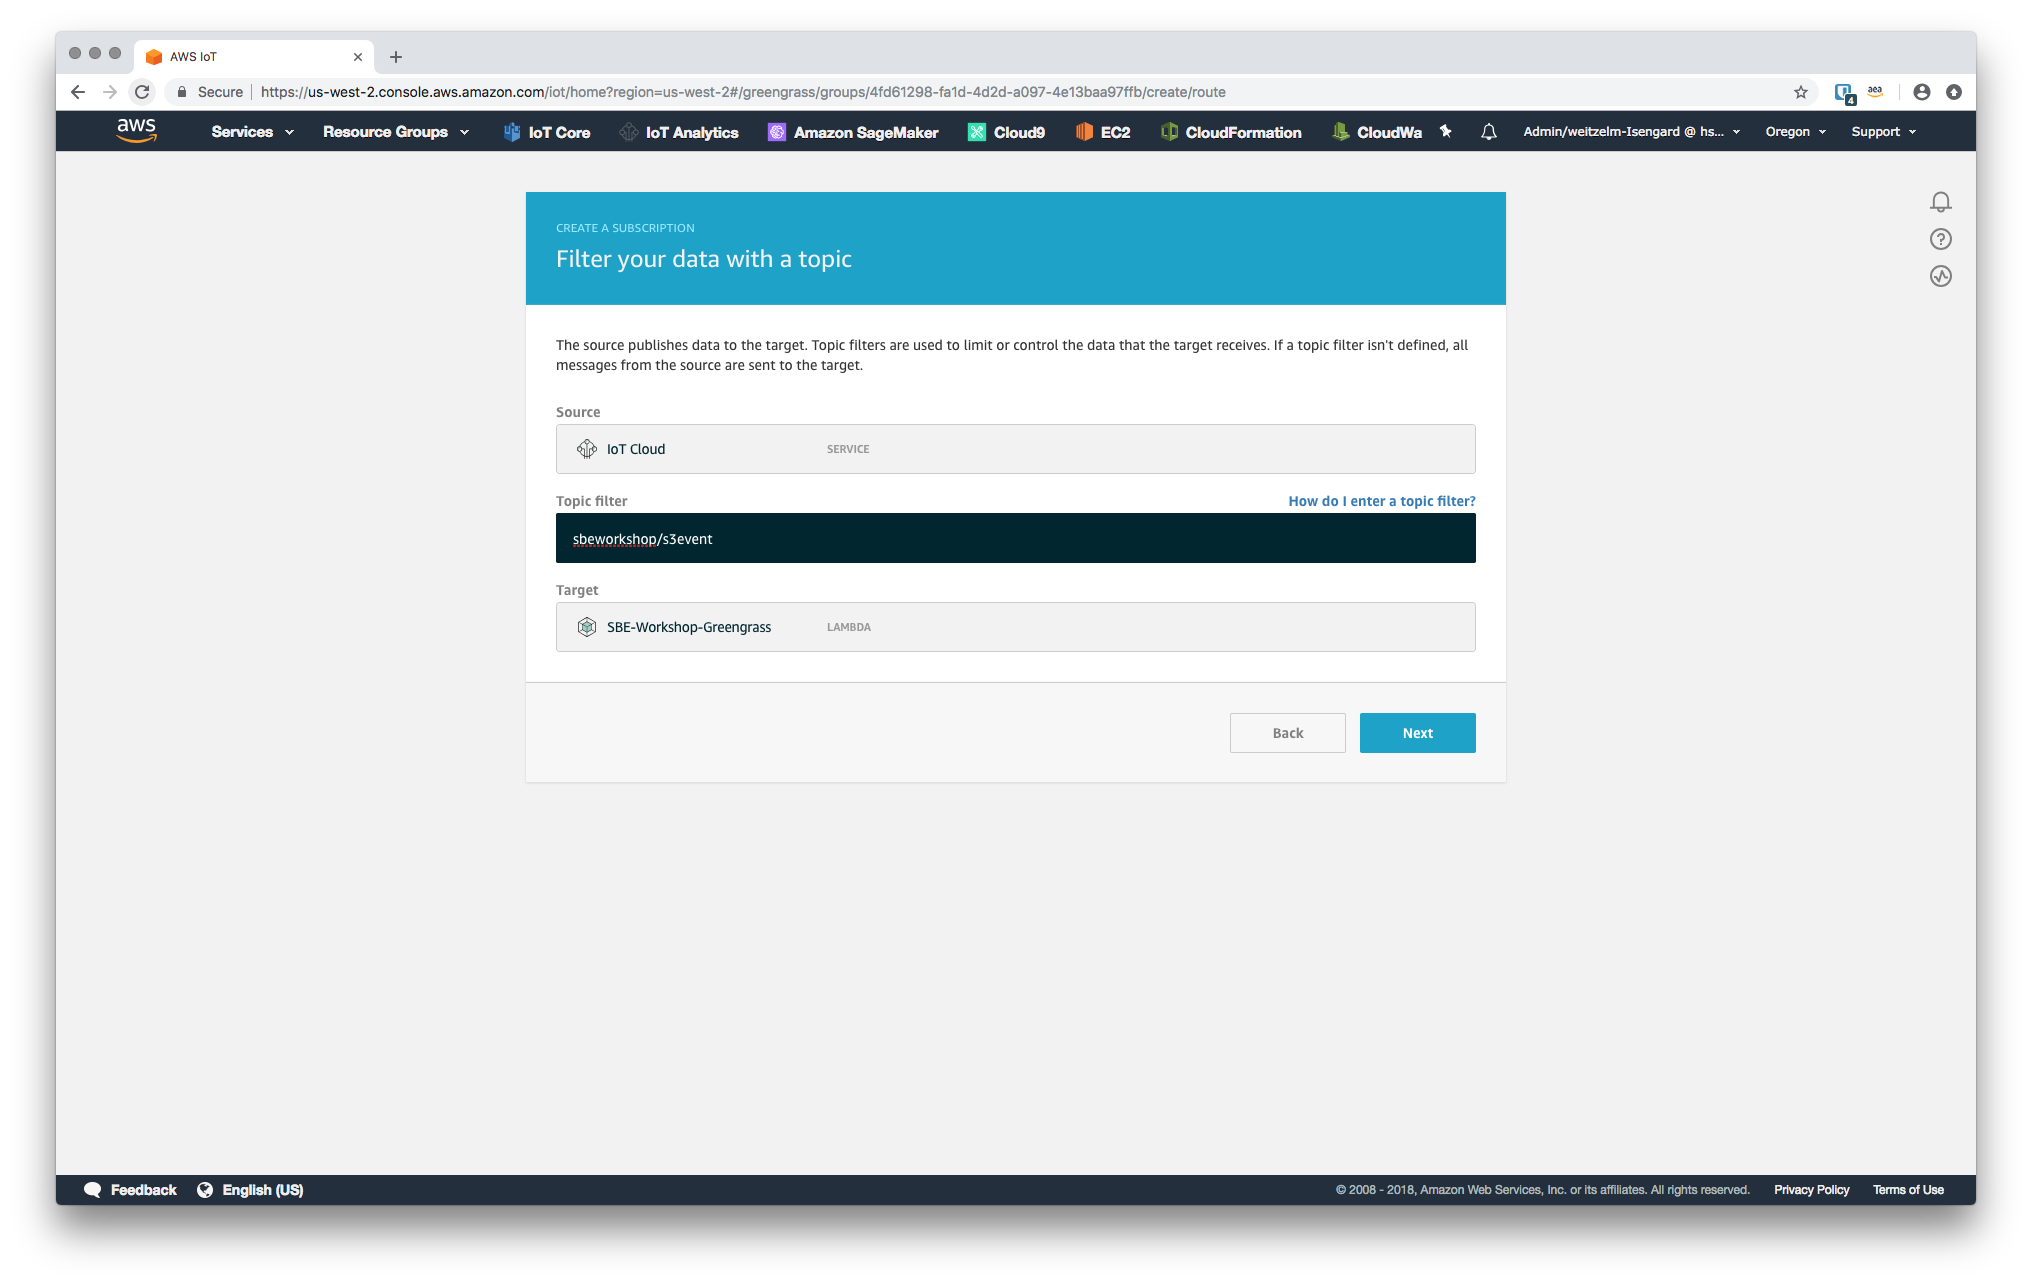 AWS IoT
Secure https://us-west-2.console.aws.amazon.com/iot/home?region=us-west-2#/greengrass/groups/4fd61298-fa1d-4d2d-a097-4e13baa97ffb/create/route 4 aea
aws Services Resource Groups IoT Core IoT Analytics Amazon SageMaker Cloud9 EC2 CloudFormation CloudWa Admin/weitzelm-Isengard @ hs... Oregon Support
CREATE A SUBSCRIPTION
Filter your data with a topic
The source publishes data to the target. Topic filters are used to limit or control the data that the target receives. If a topic filter isn't defined, all
messages from the source are sent to the target.
Source
IoT Cloud SERVICE
Topic filter How do I enter a topic filter?
sbeworkshop/s3event
Target
SBE-Workshop-Greengrass LAMBDA
Back Next
Feedback English (US) © 2008 - 2018, Amazon Web Services, Inc. or its affiliates. All rights reserved. Privacy Policy Terms of Use